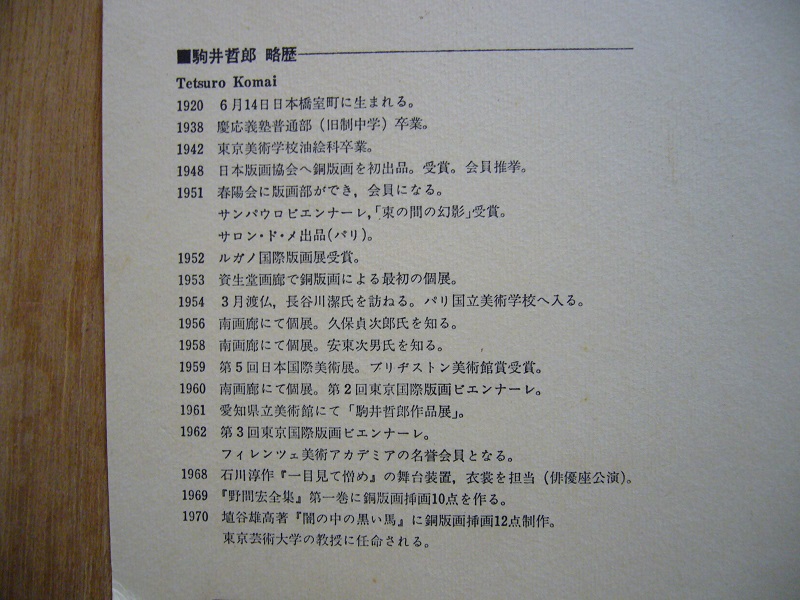 ■駒井哲郎 略歴
Tetsuro Komai
1920 6月14日日本橋室町に生まれる。
1938 慶応義塾普通部（旧制中学）卒業。
1942 東京美術学校油絵科卒業。
1948 日本版画協会へ銅版画を初出品。受賞。会員推挙。
1951 春陽会に版画部ができ，会員になる。
サンパウロビエンナーレ,「束の間の幻影」受賞。
サロン・ド・メ出品(パリ)。
1952 ルガノ国際版画展受賞。
1953 資生堂画廊で銅版画による最初の個展。
1954 3月渡仏，長谷川潔氏を訪ねる。パリ国立美術学校へ入る。
1956 南画廊にて個展。久保貞次郎氏を知る。
1958 南画廊にて個展。安東次男氏を知る。
1959 第5回日本国際美術展。ブリヂストン美術館賞受賞。
1960 南画廊にて個展。第2回東京国際版画ビエンナーレ。
1961 愛知県立美術館にて「駒井哲郎作品展」。
1962 第3回東京国際版画ビエンナーレ。
フィレンツェ美術アカデミアの名誉会員となる。
1968 石川淳作『一目見て憎め』の舞台装置，衣裳を担当（俳優座公演）。
1969 『野間宏全集』第一巻に銅版画挿画10点を作る。
1970 埴谷雄高著『闇の中の黒い馬』に銅版画挿画12点制作。
東京芸術大学の教授に任命される。